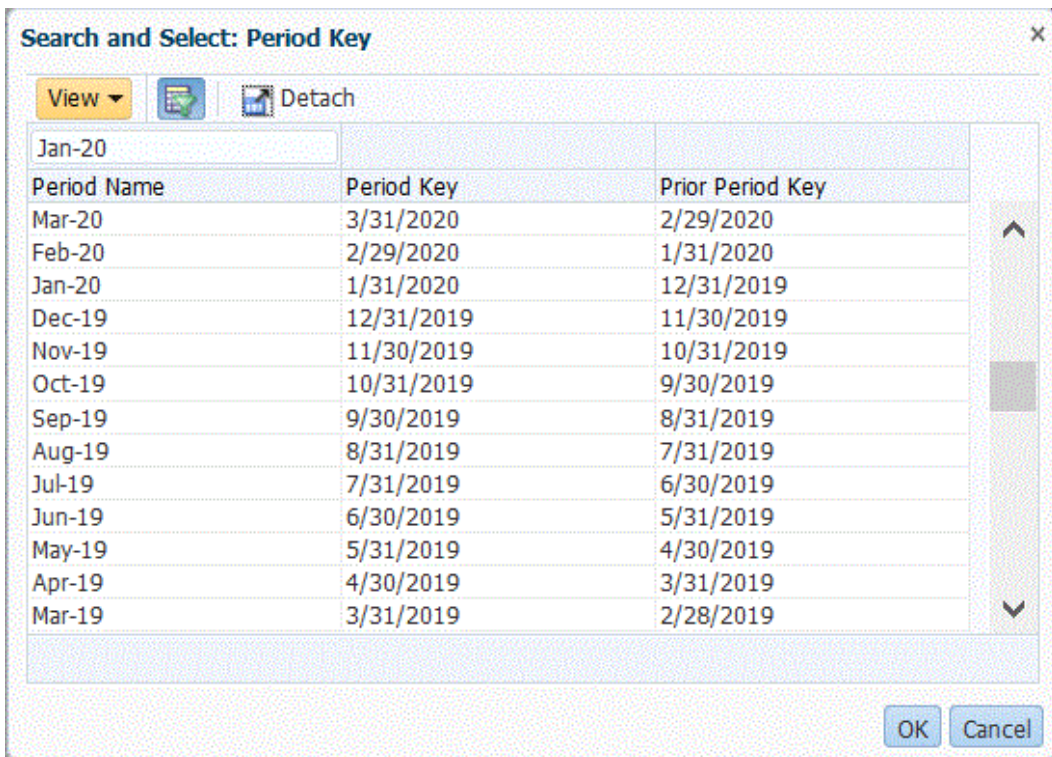 Search and Select: Period Key
View Detach
Jan-20
Period Name Period Key Prior Period Key
Mar-20 3/31/2020 2/29/2020
Feb-20 2/29/2020 1/31/2020
Jan-20 1/31/2020 12/31/2019
Dec-19 12/31/2019 11/30/2019
Nov-19 11/30/2019 10/31/2019
Oct-19 10/31/2019 9/30/2019
Sep-19 9/30/2019 8/31/2019
Aug-19 8/31/2019 7/31/2019
Jul-19 7/31/2019 6/30/2019
Jun-19 6/30/2019 5/31/2019
May-19 5/31/2019 4/30/2019
Apr-19 4/30/2019 3/31/2019
Mar-19 3/31/2019 2/28/2019
OK Cancel